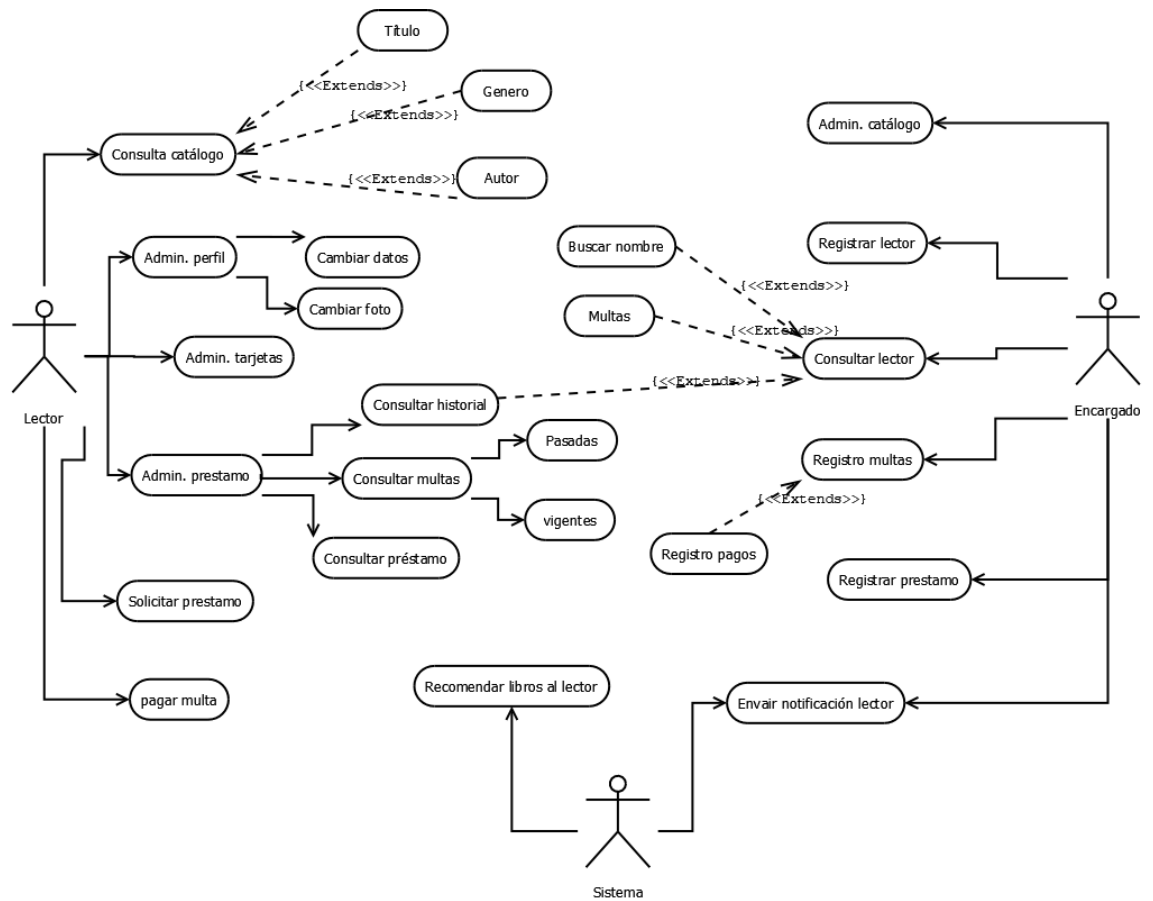 Título
{<<Extends>>}
Genero
{<<Extends>>}
Admin. catálogo
Consulta catálogo
{<<Extends>>}
Autor
Buscar nombre
Registrar lector
Admin. perfil
Cambiar datos
{<<Extends>>}
Cambiar foto
Multas
{<<Extends>>}
Admin. tarjetas
Consultar lector
{<<Extends>>}
Consultar historial
Lector
Encargado
Pasadas
Registro multas
Admin. prestamo
Consultar multas
{<<Extends>>}
vigentes
Registro pagos
Consultar préstamo
Registrar prestamo
Solicitar prestamo
Recomendar libros al lector
pagar multa
Envair notificación lector
Sistema